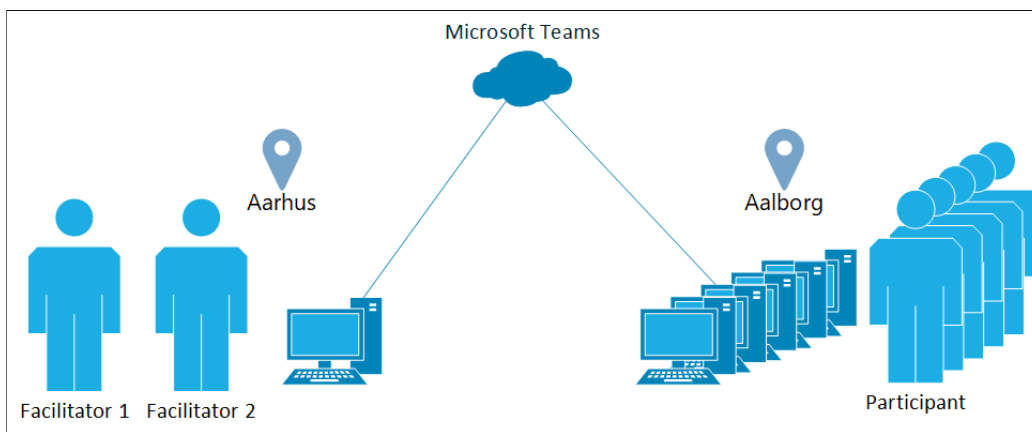 Microsoft Teams
Aarhus
Aalborg
Facilitator 1
Facilitator 2
Participant